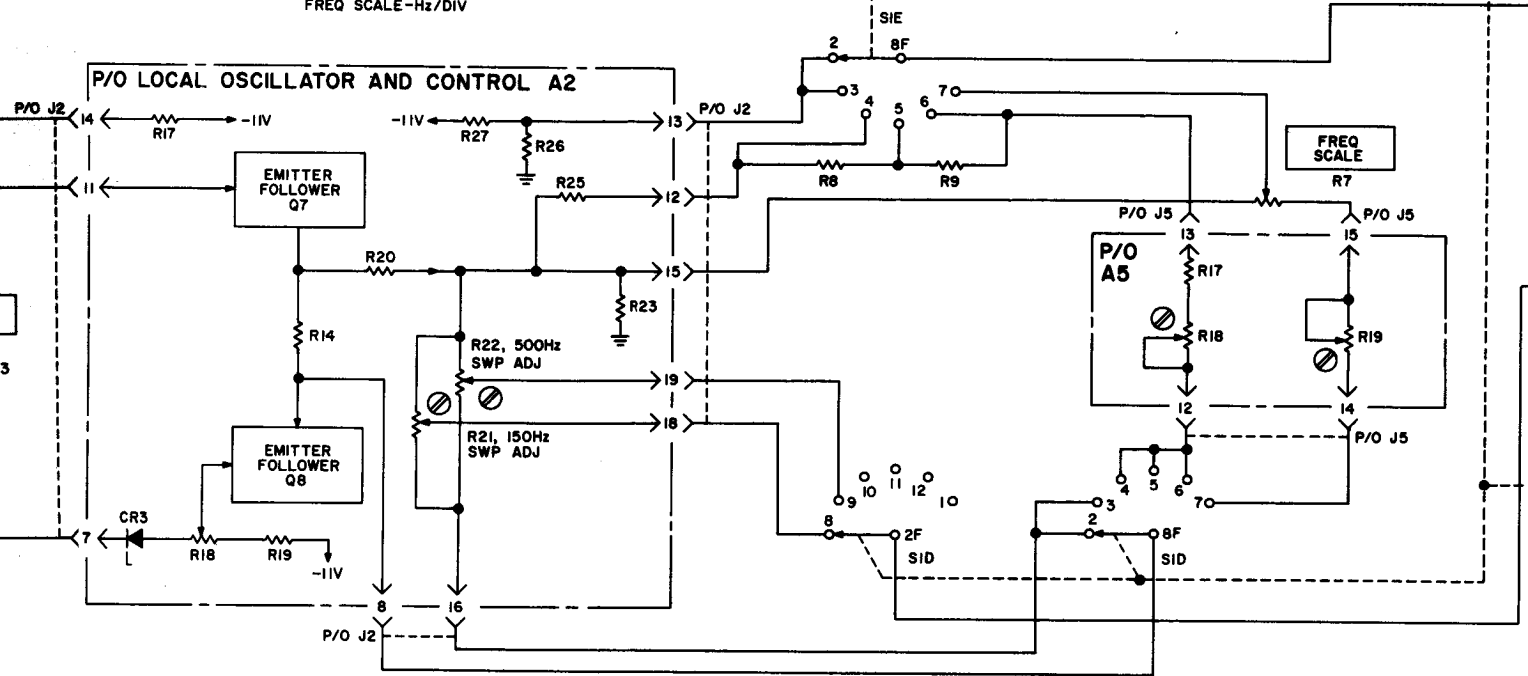 FREQ SCALE-Hz/DIV
SIE
2
8F
P/O LOCAL OSCILLATOR AND CONTROL A2
3
4
5
6
7
P/O J2
14
R17
-11V
-11V
R27
R26
13
P/O J2
FREQ
SCALE
R7
EMITTER
FOLLOWER
Q7
11
R25
12
R8
R9
P/O J5
P/O J5
13
15
P/O
A5
R17
R20
15
R23
R14
R22, 500Hz
SWP ADJ
R18
R19
3
19
18
12
14
P/O J5
R21, 150Hz
SWP ADJ
EMITTER
FOLLOWER
Q8
10
11
12
9
1
4
5
6
3
7
CR3
7
L
R18
R19
-11V
8
2F
SID
2
8F
SID
8
16
P/O J2